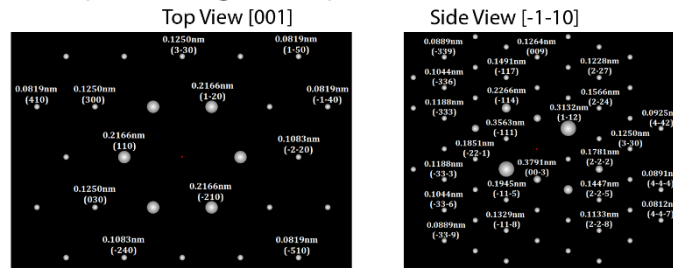 Top View [001]
Side View [-1-10]
0.1250nm
(3-30)
0.0819nm
(1-50)
0.0819nm
(410)
0.1250nm
(300)
0.2166nm
(1-20)
0.0819nm
(-1-40)
0.2166nm
(110)
0.1083nm
(-2-20)
0.1250nm
(030)
0.2166nm
(-210)
0.1083nm
(-240)
0.0819nm
(-510)
0.0889nm
(-339)
0.1264nm
(009)
0.1491nm
(-117)
0.1228nm
(2-27)
0.1044nm
(-336)
0.2266nm
(-114)
0.1566nm
(2-24)
0.1188nm
(-333)
0.3132nm
(1-12)
0.0925nm
(4-42)
0.3563nm
(-111)
0.1250nm
(3-30)
0.1851nm
(-22-1)
0.3791nm
(00-3)
0.1781nm
(2-2-2)
0.1188nm
(-33-3)
0.0891nm
(4-4-4)
0.1945nm
(-11-5)
0.1447nm
(2-2-5)
0.1044nm
(-33-6)
0.0812nm
(4-4-7)
0.1329nm
(-11-8)
0.1133nm
(2-2-8)
0.0889nm
(-33-9)